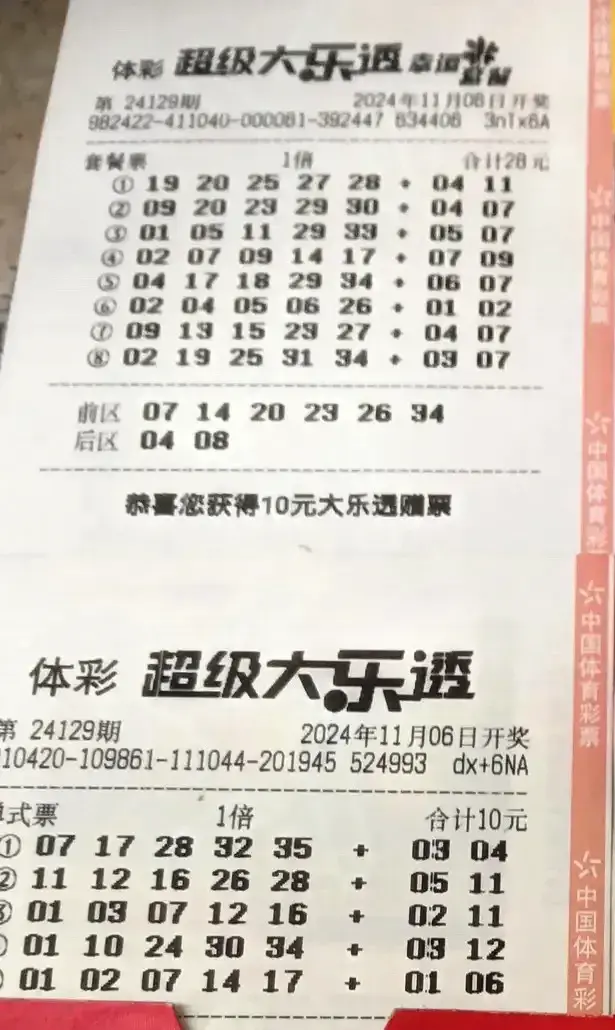 体彩 超级大乐透
第 24129期 2024年11月06日开奖
982422-411040-000081-392447 634406 3nlx6A
套餐票 1倍 合计28元
① 19 20 25 27 28 + 04 11
② 09 20 23 29 30 + 04 07
③ 01 05 11 29 33 + 05 07
④ 02 07 09 14 17 + 07 09
⑤ 04 17 18 29 34 + 06 07
⑥ 02 04 05 06 26 + 01 02
⑦ 09 13 15 23 27 + 04 07
⑧ 02 19 25 31 34 + 03 07
前区 07 14 20 23 26 34
后区 04 08
恭喜您获得10元大乐透赠票
中国体育彩票
中国体育彩
体彩 超级大乐透
第 24129期 2024年11月06日开奖
10420-109861-111044-201945 524993 dx+6NA
单式票 1倍 合计10元
① 07 17 28 32 35 + 03 04
② 11 12 16 26 28 + 05 11
③ 01 03 07 12 16 + 02 11
01 10 24 30 34 + 03 12
01 02 07 14 17 + 01 06
中国体育彩票
中国体育彩